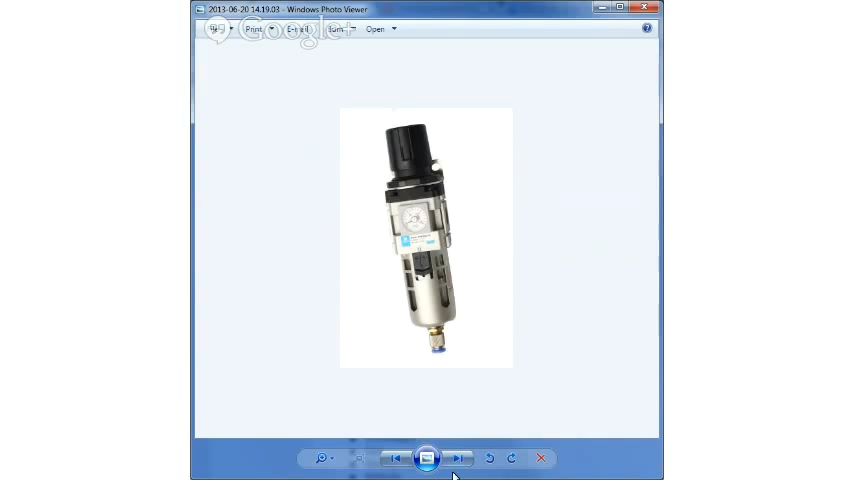 2013-06-20 14.19.03 - Windows Photo Viewer
Google+
Print E-mail Burn Open